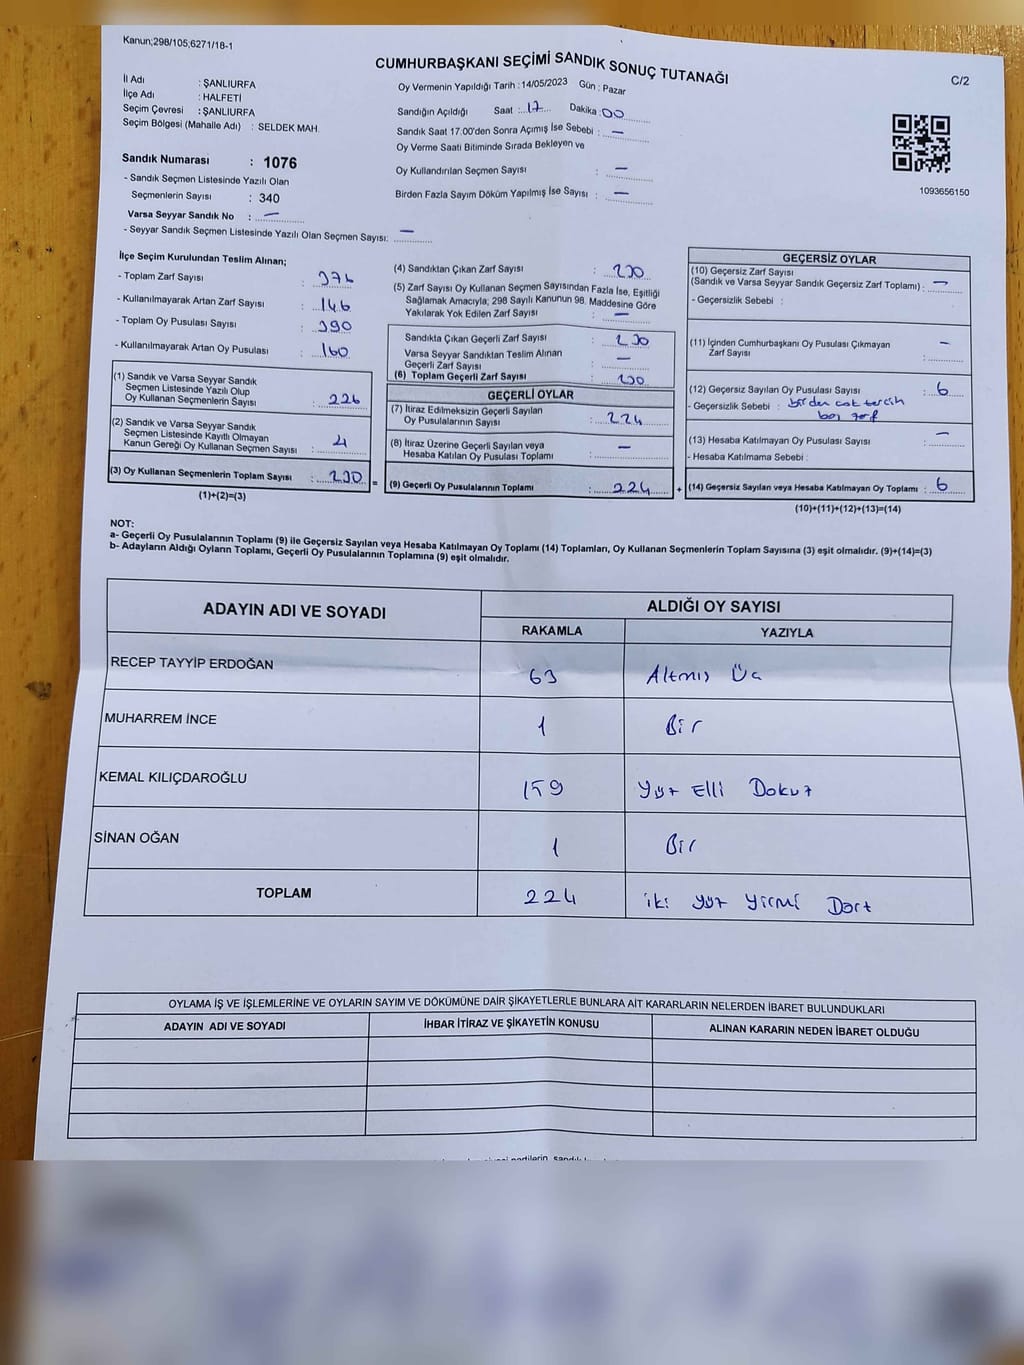 Kanun;298/105;6271/18-1
CUMHURBAŞKANI SEÇİMİ SANDIK SONUÇ TUTANAĞI
C/2
İl Adı : ŞANLIURFA
İlçe Adı : HALFETİ
Seçim Çevresi : ŞANLIURFA
Seçim Bölgesi (Mahalle Adı) : SELDEK MAH.
Sandık Numarası : 1076
- Sandık Seçmen Listesinde Yazılı Olan
Seçmenlerin Sayısı : 340
Varsa Seyyar Sandık No : —
- Seyyar Sandık Seçmen Listesinde Yazılı Olan Seçmen Sayısı: —
Oy Vermenin Yapıldığı Tarih : 14/05/2023 Gün : Pazar
Sandığın Açıldığı Saat : 17 Dakika : 00
Sandık Saat 17:00'den Sonra Açımış İse Sebebi : —
Oy Verme Saati Bitiminde Sırada Bekleyen ve
Oy Kullandırılan Seçmen Sayısı : —
Birden Fazla Sayım Döküm Yapılmış İse Sayısı : —
1093656150
İlçe Seçim Kurulundan Teslim Alınan;
- Toplam Zarf Sayısı : 376
- Kullanılmayarak Artan Zarf Sayısı : 146
- Toplam Oy Pusulası Sayısı : 390
- Kullanılmayarak Artan Oy Pusulası : 160
(1) Sandık ve Varsa Seyyar Sandık
Seçmen Listesinde Yazılı Olup
Oy Kullanan Seçmenlerin Sayısı : 226
(2) Sandık ve Varsa Seyyar Sandık
Seçmen Listesinde Kayıtlı Olmayan
Kanun Gereği Oy Kullanan Seçmen Sayısı : 4
(3) Oy Kullanan Seçmenlerin Toplam Sayısı : 230 =
(1)+(2)=(3)
(4) Sandıktan Çıkan Zarf Sayısı : 230
(5) Zarf Sayısı Oy Kullanan Seçmen Sayısından Fazla İse, Eşitliği
Sağlamak Amacıyla; 298 Sayılı Kanunun 98. Maddesine Göre
Yakılarak Yok Edilen Zarf Sayısı : —
Sandıkta Çıkan Geçerli Zarf Sayısı : 230
Varsa Seyyar Sandıktan Teslim Alınan
Geçerli Zarf Sayısı : —
(6) Toplam Geçerli Zarf Sayısı : 230
GEÇERLİ OYLAR
(7) İtiraz Edilmeksizin Geçerli Sayılan
Oy Pusulalarının Sayısı : 224
(8) İtiraz Üzerine Geçerli Sayılan veya
Hesaba Katılan Oy Pusulası Toplamı : —
(9) Geçerli Oy Pusulalarının Toplamı : 224 +
GEÇERSİZ OYLAR
(10) Geçersiz Zarf Sayısı
(Sandık ve Varsa Seyyar Sandık Geçersiz Zarf Toplamı) : —
- Geçersizlik Sebebi :
(11) İçinden Cumhurbaşkanı Oy Pusulası Çıkmayan
Zarf Sayısı : —
(12) Geçersiz Sayılan Oy Pusulası Sayısı : 6
- Geçersizlik Sebebi : birden cok tercih
boş zarf
(13) Hesaba Katılmayan Oy Pusulası Sayısı : —
- Hesaba Katılmama Sebebi :
(14) Geçersiz Sayılan veya Hesaba Katılmayan Oy Toplamı : 6
(10)+(11)+(12)+(13)=(14)
NOT:
a- Geçerli Oy Pusulalarının Toplamı (9) ile Geçersiz Sayılan veya Hesaba Katılmayan Oy Toplamı (14) Toplamları, Oy Kullanan Seçmenlerin Toplam Sayısına (3) eşit olmalıdır. (9)+(14)=(3)
b- Adayların Aldığı Oyların Toplamı, Geçerli Oy Pusulalarının Toplamına (9) eşit olmalıdır.
ADAYIN ADI VE SOYADI
ALDIĞI OY SAYISI
RAKAMLA YAZIYLA
RECEP TAYYİP ERDOĞAN 63 Altmış Üç
MUHARREM İNCE 1 Bir
KEMAL KILIÇDAROĞLU 159 Yüz Elli Dokuz
SİNAN OĞAN 1 Bir
TOPLAM 224 iki yüz yirmi Dört
OYLAMA İŞ VE İŞLEMLERİNE VE OYLARIN SAYIM VE DÖKÜMÜNE DAİR ŞİKAYETLERLE BUNLARA AİT KARARLARIN NELERDEN İBARET BULUNDUKLARI
ADAYIN ADI VE SOYADI İHBAR İTİRAZ VE ŞİKAYETİN KONUSU ALINAN KARARIN NEDEN İBARET OLDUĞU